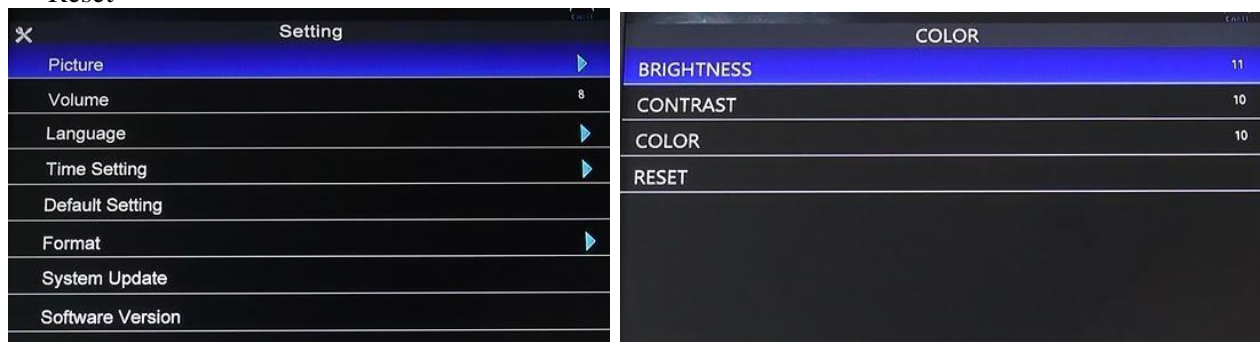 Reset
Setting
Picture
Volume 8
Language
Time Setting
Default Setting
Format
System Update
Software Version
COLOR
BRIGHTNESS 11
CONTRAST 10
COLOR 10
RESET